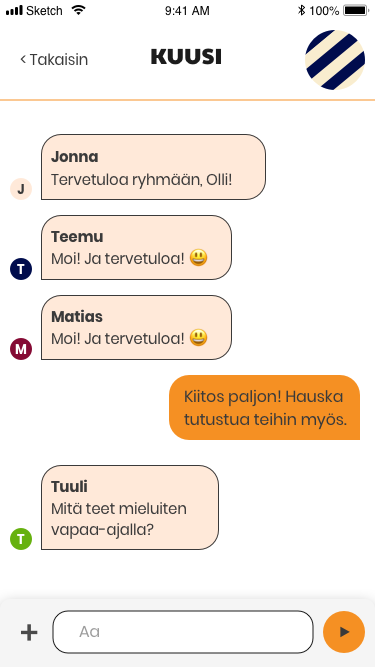 Sketch 9:41 AM 100%
< Takaisin KUUSI
Jonna
Tervetuloa ryhmään, Olli!
J
Teemu
Moi! Ja tervetuloa! 😃
T
Matias
Moi! Ja tervetuloa! 😃
M
Kiitos paljon! Hauska
tutustua teihin myös.
Tuuli
Mitä teet mieluiten
vapaa-ajalla?
T
+ Aa